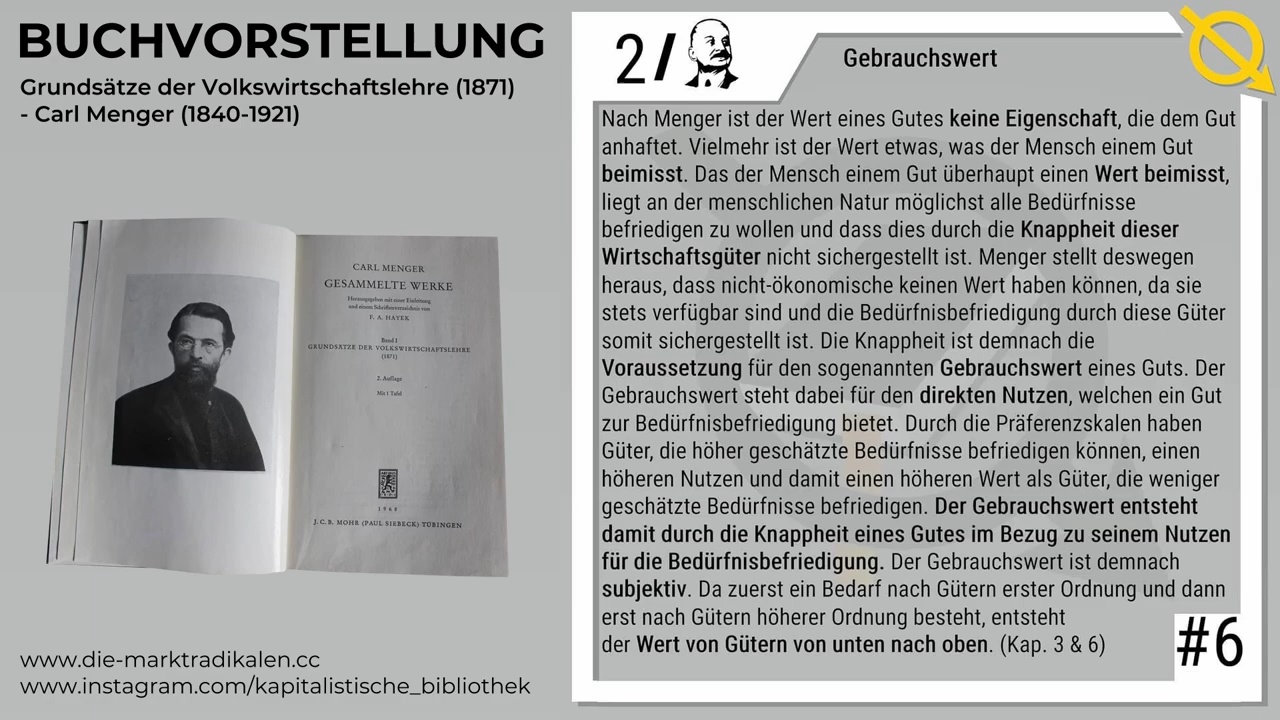 BUCHVORSTELLUNG
Grundsätze der Volkswirtschaftslehre (1871)
- Carl Menger (1840-1921)
CARL MENGER
GESAMMELTE WERKE
Herausgegeben mit einer Einleitung
und einem Schriftenverzeichnis von
F. A. HAYEK
Band I
GRUNDSÄTZE DER VOLKSWIRTSCHAFTSLEHRE
(1871)
2. Auflage
Mit 1 Tafel
1968
J. C. B. MOHR (PAUL SIEBECK) TÜBINGEN
www.die-marktradikalen.cc
www.instagram.com/kapitalistische_bibliothek
2/
Gebrauchswert
Nach Menger ist der Wert eines Gutes keine Eigenschaft, die dem Gut
anhaftet. Vielmehr ist der Wert etwas, was der Mensch einem Gut
beimisst. Das der Mensch einem Gut überhaupt einen Wert beimisst,
liegt an der menschlichen Natur möglichst alle Bedürfnisse
befriedigen zu wollen und dass dies durch die Knappheit dieser
Wirtschaftsgüter nicht sichergestellt ist. Menger stellt deswegen
heraus, dass nicht-ökonomische keinen Wert haben können, da sie
stets verfügbar sind und die Bedürfnisbefriedigung durch diese Güter
somit sichergestellt ist. Die Knappheit ist demnach die
Voraussetzung für den sogenannten Gebrauchswert eines Guts. Der
Gebrauchswert steht dabei für den direkten Nutzen, welchen ein Gut
zur Bedürfnisbefriedigung bietet. Durch die Präferenzskalen haben
Güter, die höher geschätzte Bedürfnisse befriedigen können, einen
höheren Nutzen und damit einen höheren Wert als Güter, die weniger
geschätzte Bedürfnisse befriedigen. Der Gebrauchswert entsteht
damit durch die Knappheit eines Gutes im Bezug zu seinem Nutzen
für die Bedürfnisbefriedigung. Der Gebrauchswert ist demnach
subjektiv. Da zuerst ein Bedarf nach Gütern erster Ordnung und dann
erst nach Gütern höherer Ordnung besteht, entsteht
der Wert von Gütern von unten nach oben. (Kap. 3 & 6)
#6